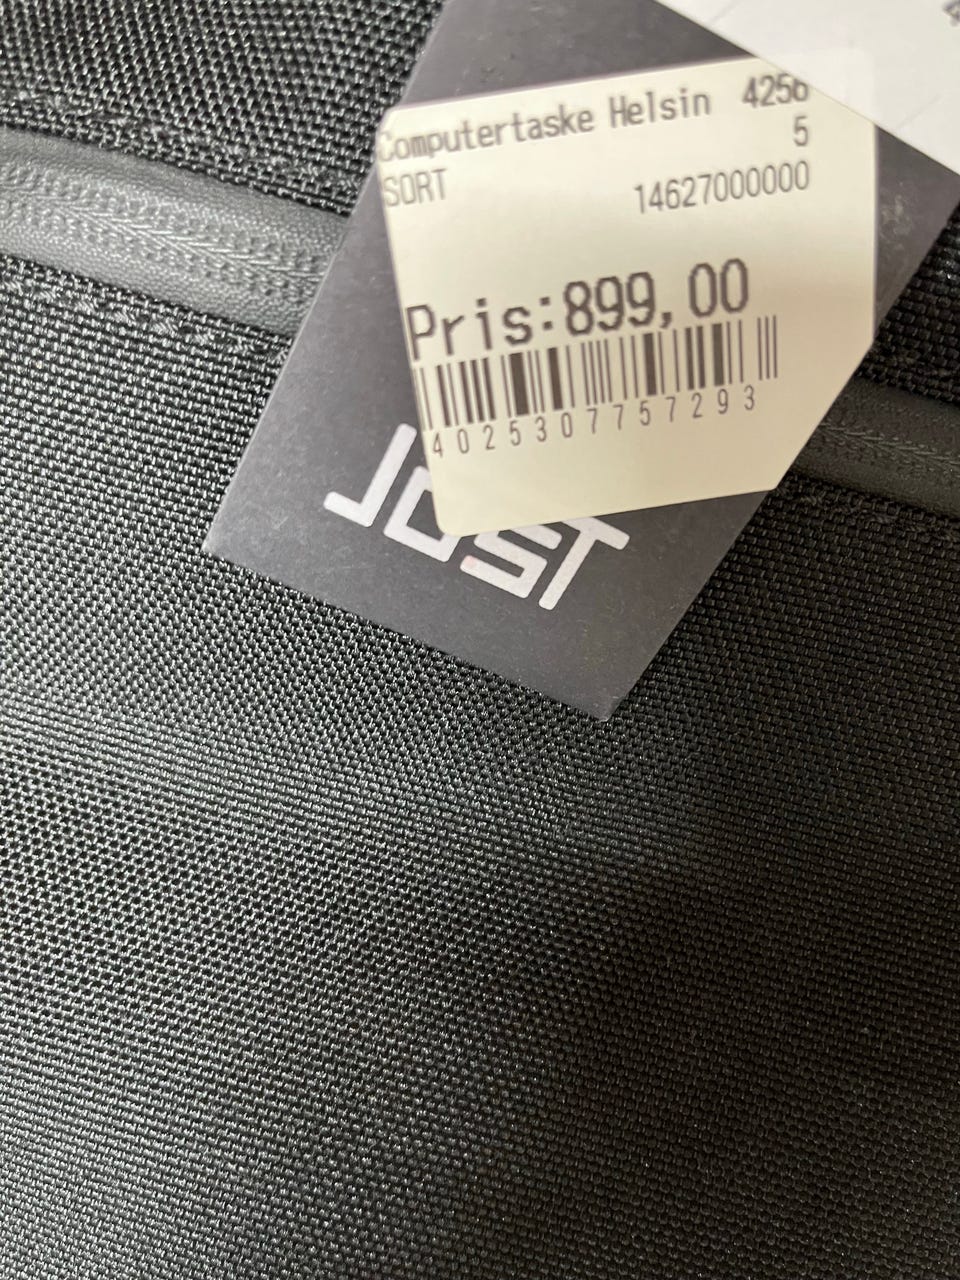 Computertaske Helsin 4256
5
SORT 14627000000
Pris:899,00
4025307757293
JOST